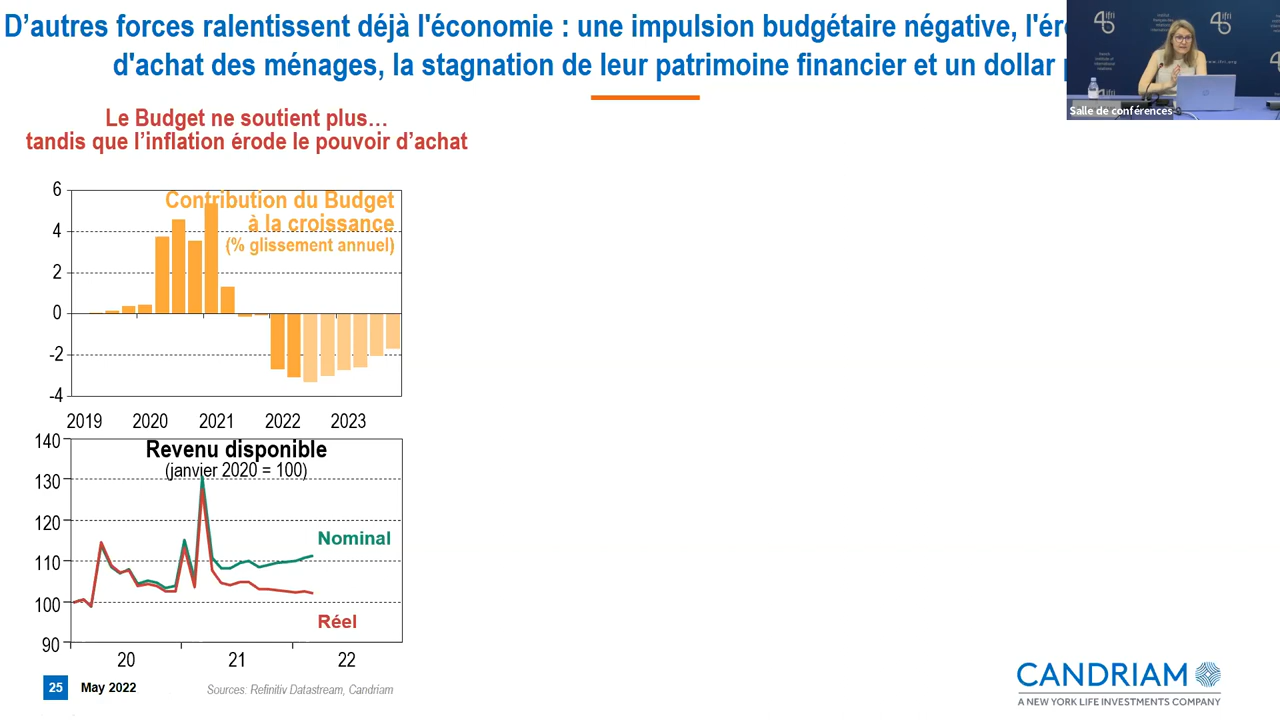 D’autres forces ralentissent déjà l'économie : une impulsion budgétaire négative,
d'achat des ménages, la stagnation de leur patrimoine financier et un dollar
ifri
ifri
Salle de conférences
Le Budget ne soutient plus…
tandis que l’inflation érode le pouvoir d’achat
Contribution du Budget
à la croissance
(% glissement annuel)
6
4
2
0
-2
-4
2019 2020 2021 2022 2023
Revenu disponible
(janvier 2020 = 100)
140
130
120
110
100
90
Nominal
Réel
20 21 22
25 May 2022 Sources. Refinitiv Datastream, Candriam
CANDRIAM
A NEW YORK LIFE INVESTMENTS COMPANY